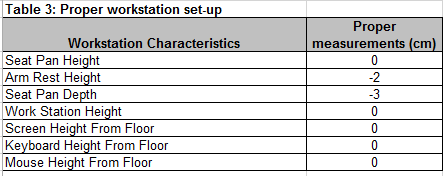 Table 3: Proper workstation set-up
Workstation Characteristics Proper measurements (cm)
Seat Pan Height 0
Arm Rest Height -2
Seat Pan Depth -3
Work Station Height 0
Screen Height From Floor 0
Keyboard Height From Floor 0
Mouse Height From Floor 0